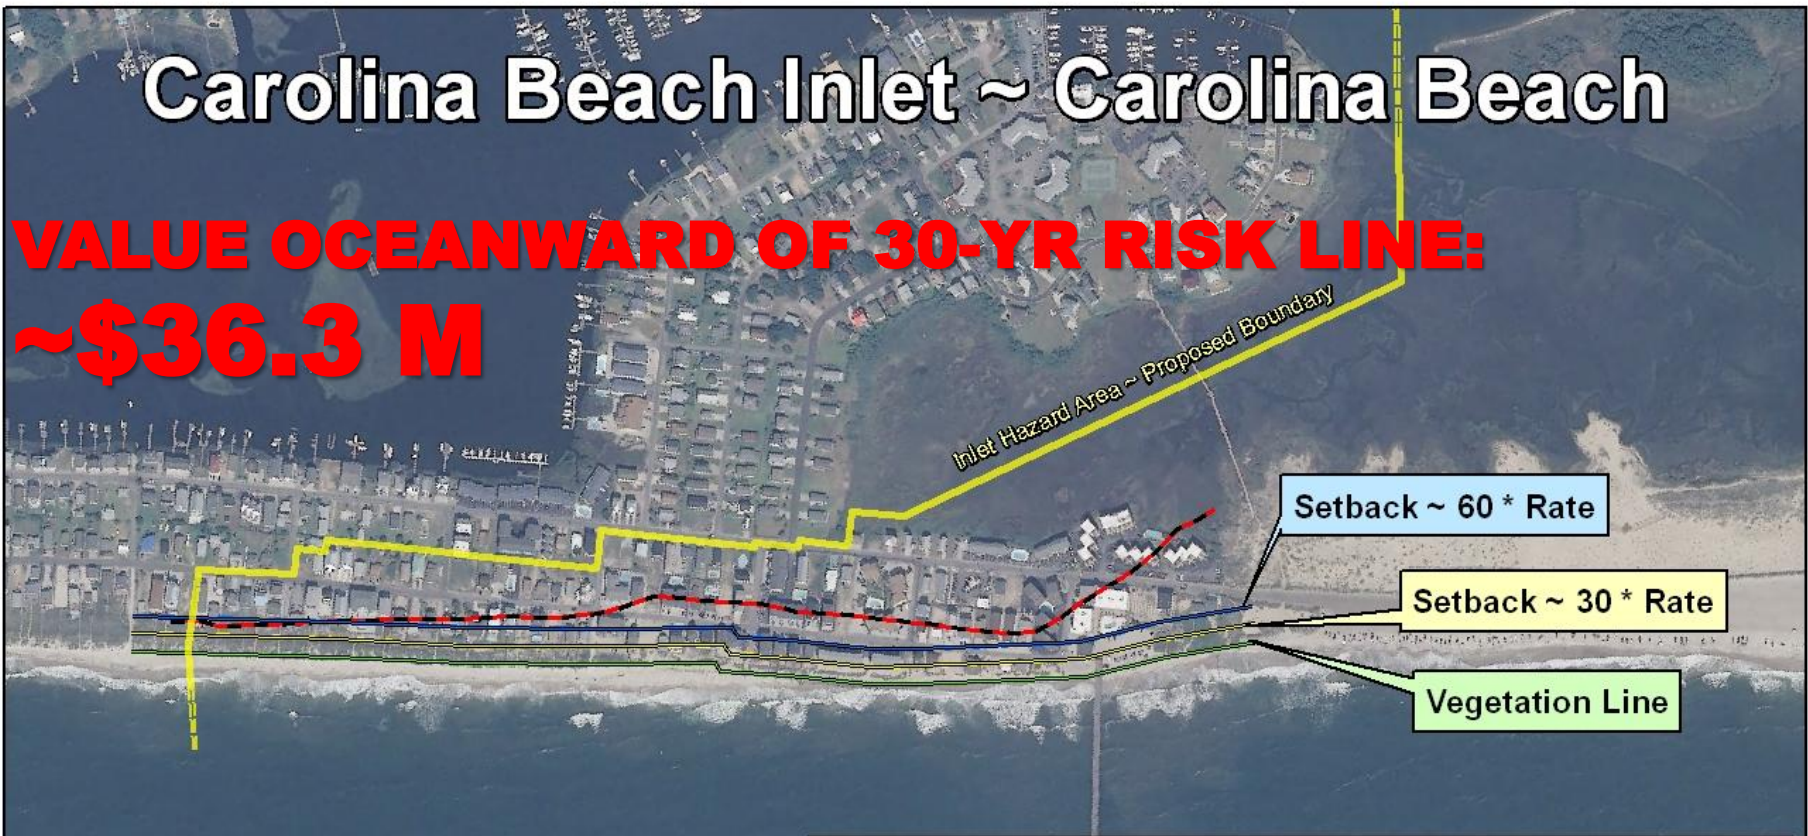 Carolina Beach Inlet ~ Carolina Beach
VALUE OCEANWARD OF 30-YR RISK LINE:
~$36.3 M
Inlet Hazard Area ~ Proposed Boundary
Setback ~ 60 * Rate
Setback ~ 30 * Rate
Vegetation Line